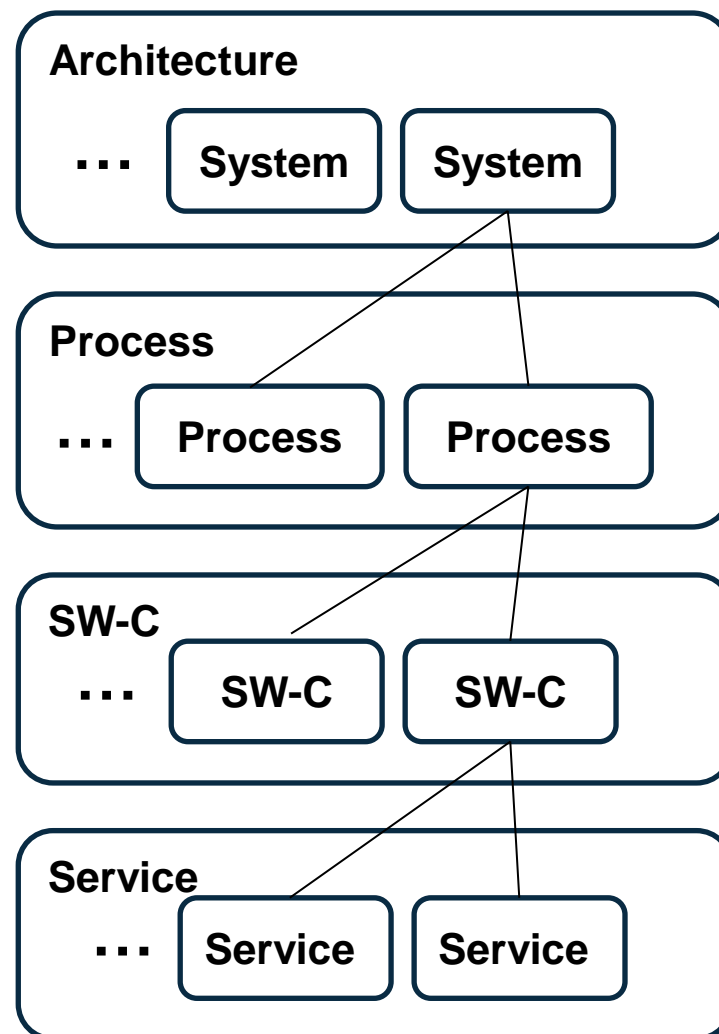 Architecture
... System System
Process
... Process Process
SW-C
... SW-C SW-C
Service
... Service Service